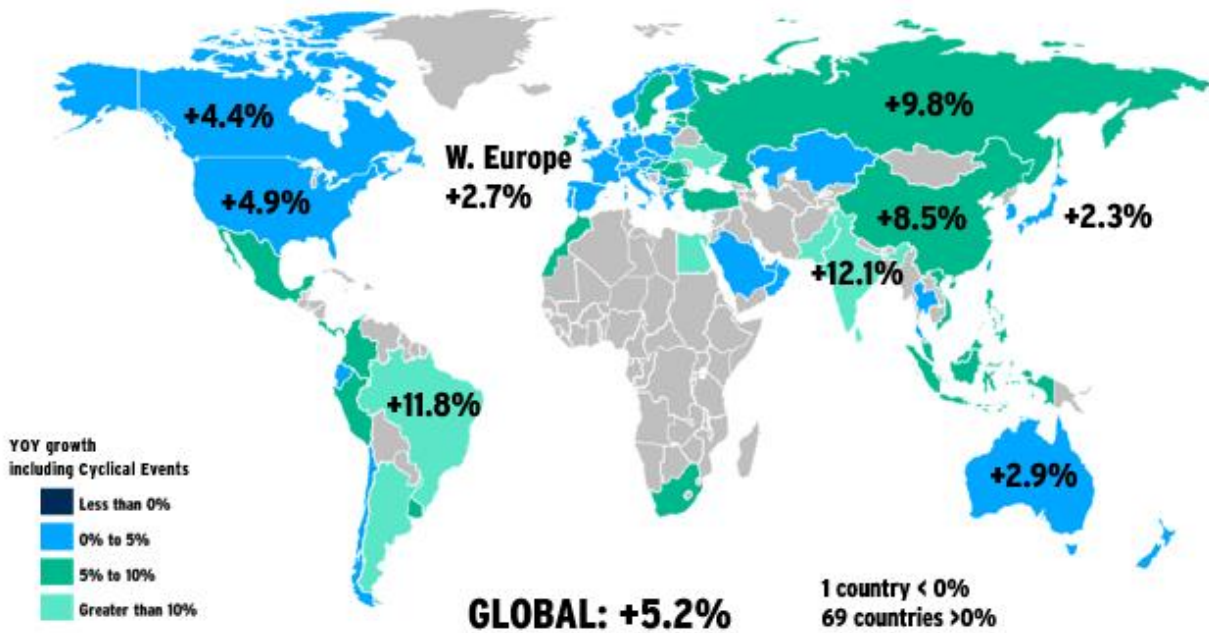 +4.4%
+9.8%
W. Europe
+2.7%
+4.9%
+8.5%
+2.3%
+12.1%
+11.8%
YOY growth
including Cyclical Events
Less than 0%
0% to 5%
5% to 10%
Greater than 10%
+2.9%
GLOBAL: +5.2%
1 country < 0%
69 countries >0%